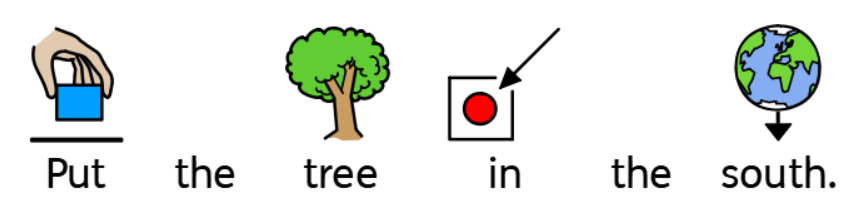 Put the tree in the south.